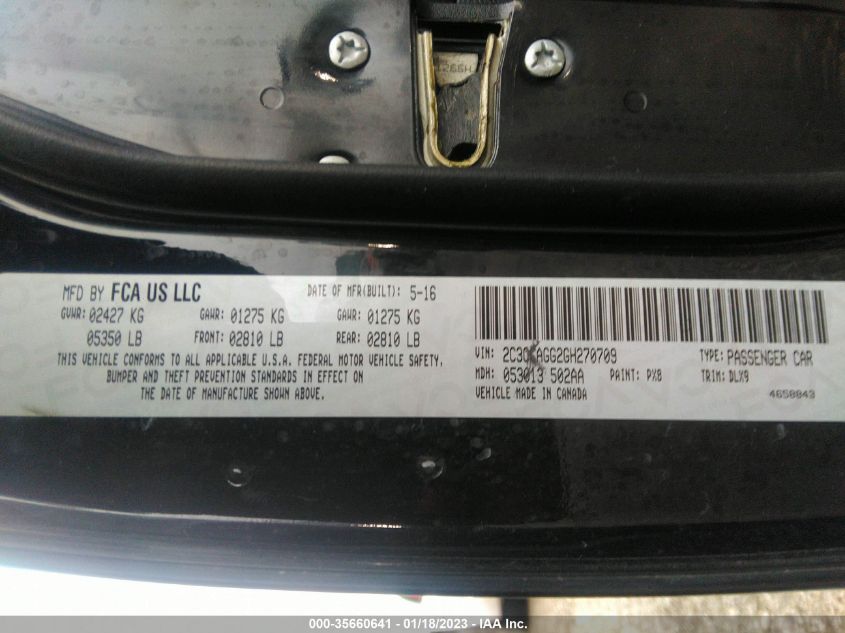 1266H
MFD BY FCA US LLC DATE OF MFR(BUILT): 5-16
GVWR: 02427 KG GAWR: 01275 KG GAWR: 01275 KG
05350 LB FRONT: 02810 LB REAR: 02810 LB
THIS VEHICLE CONFORMS TO ALL APPLICABLE U.S.A. FEDERAL MOTOR VEHICLE SAFETY,
BUMPER AND THEFT PREVENTION STANDARDS IN EFFECT ON
THE DATE OF MANUFACTURE SHOWN ABOVE.
VIN: TYPE: PASSENGER CAR
MDH: 053013 502AA PAINT: PX8 TRIM: DLX9
VEHICLE MADE IN CANADA 4658043
000-35660641 - 01/18/2023 - IAA Inc.